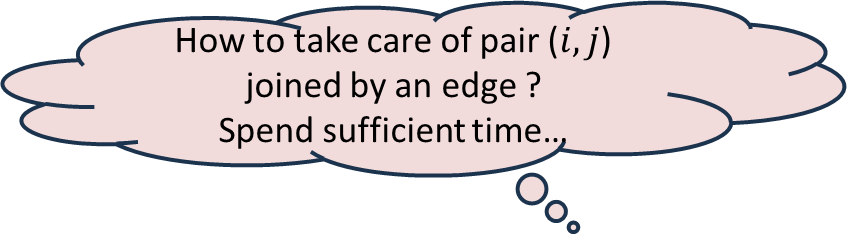 How to take care of pair (𝑖, 𝑗)
joined by an edge ?
Spend sufficient time…